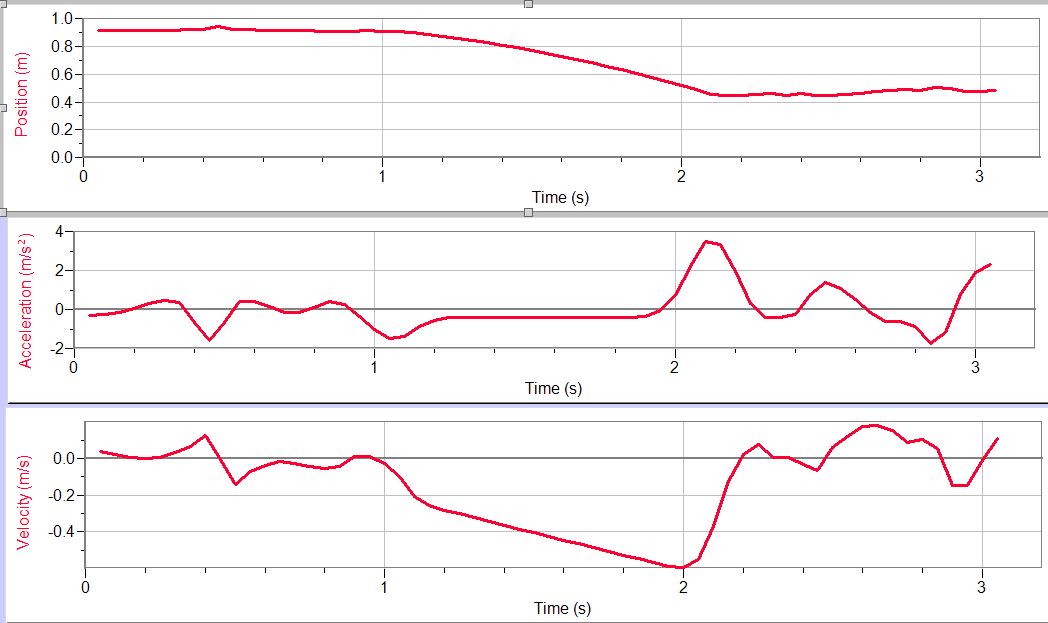 Position (m)
1.0
0.8
0.6
0.4
0.2
0.0
0 1 2 3
Time (s)
Acceleration (m/s²)
4
2
0
-2
0 1 2 3
Time (s)
Velocity (m/s)
0.0
-0.2
-0.4
0 1 2 3
Time (s)